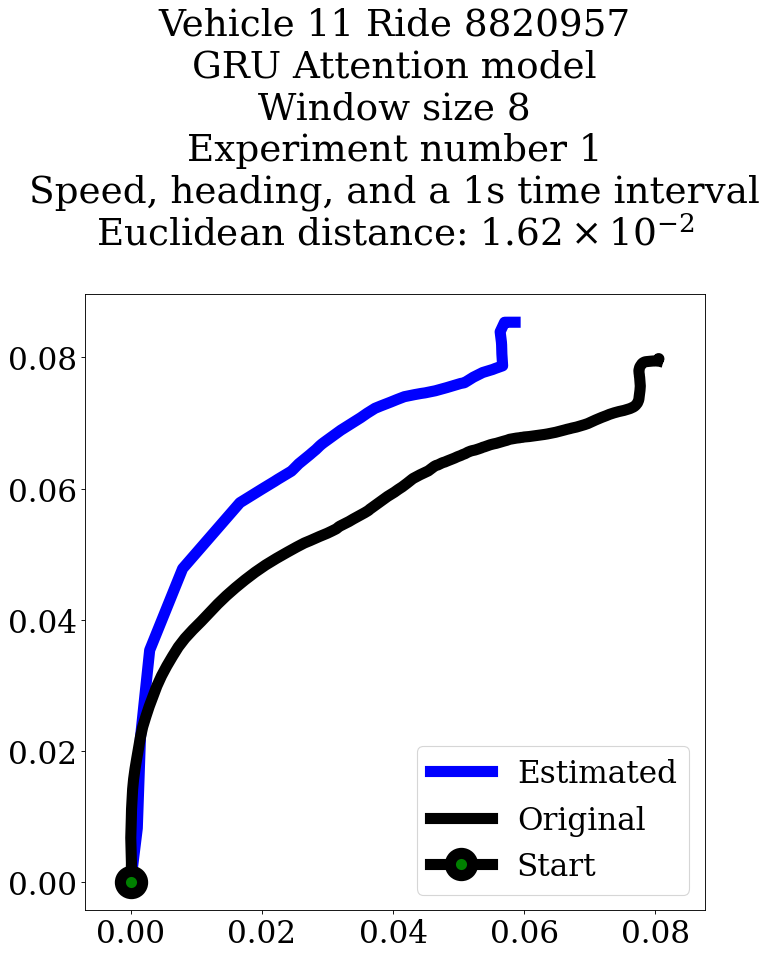 Vehicle 11 Ride 8820957
GRU Attention model
Window size 8
Experiment number 1
Speed, heading, and a 1s time interval
Euclidean distance: 1.62 × 10⁻²
0.08
0.06
0.04
0.02
0.00
Estimated
Original
Start
0.00 0.02 0.04 0.06 0.08